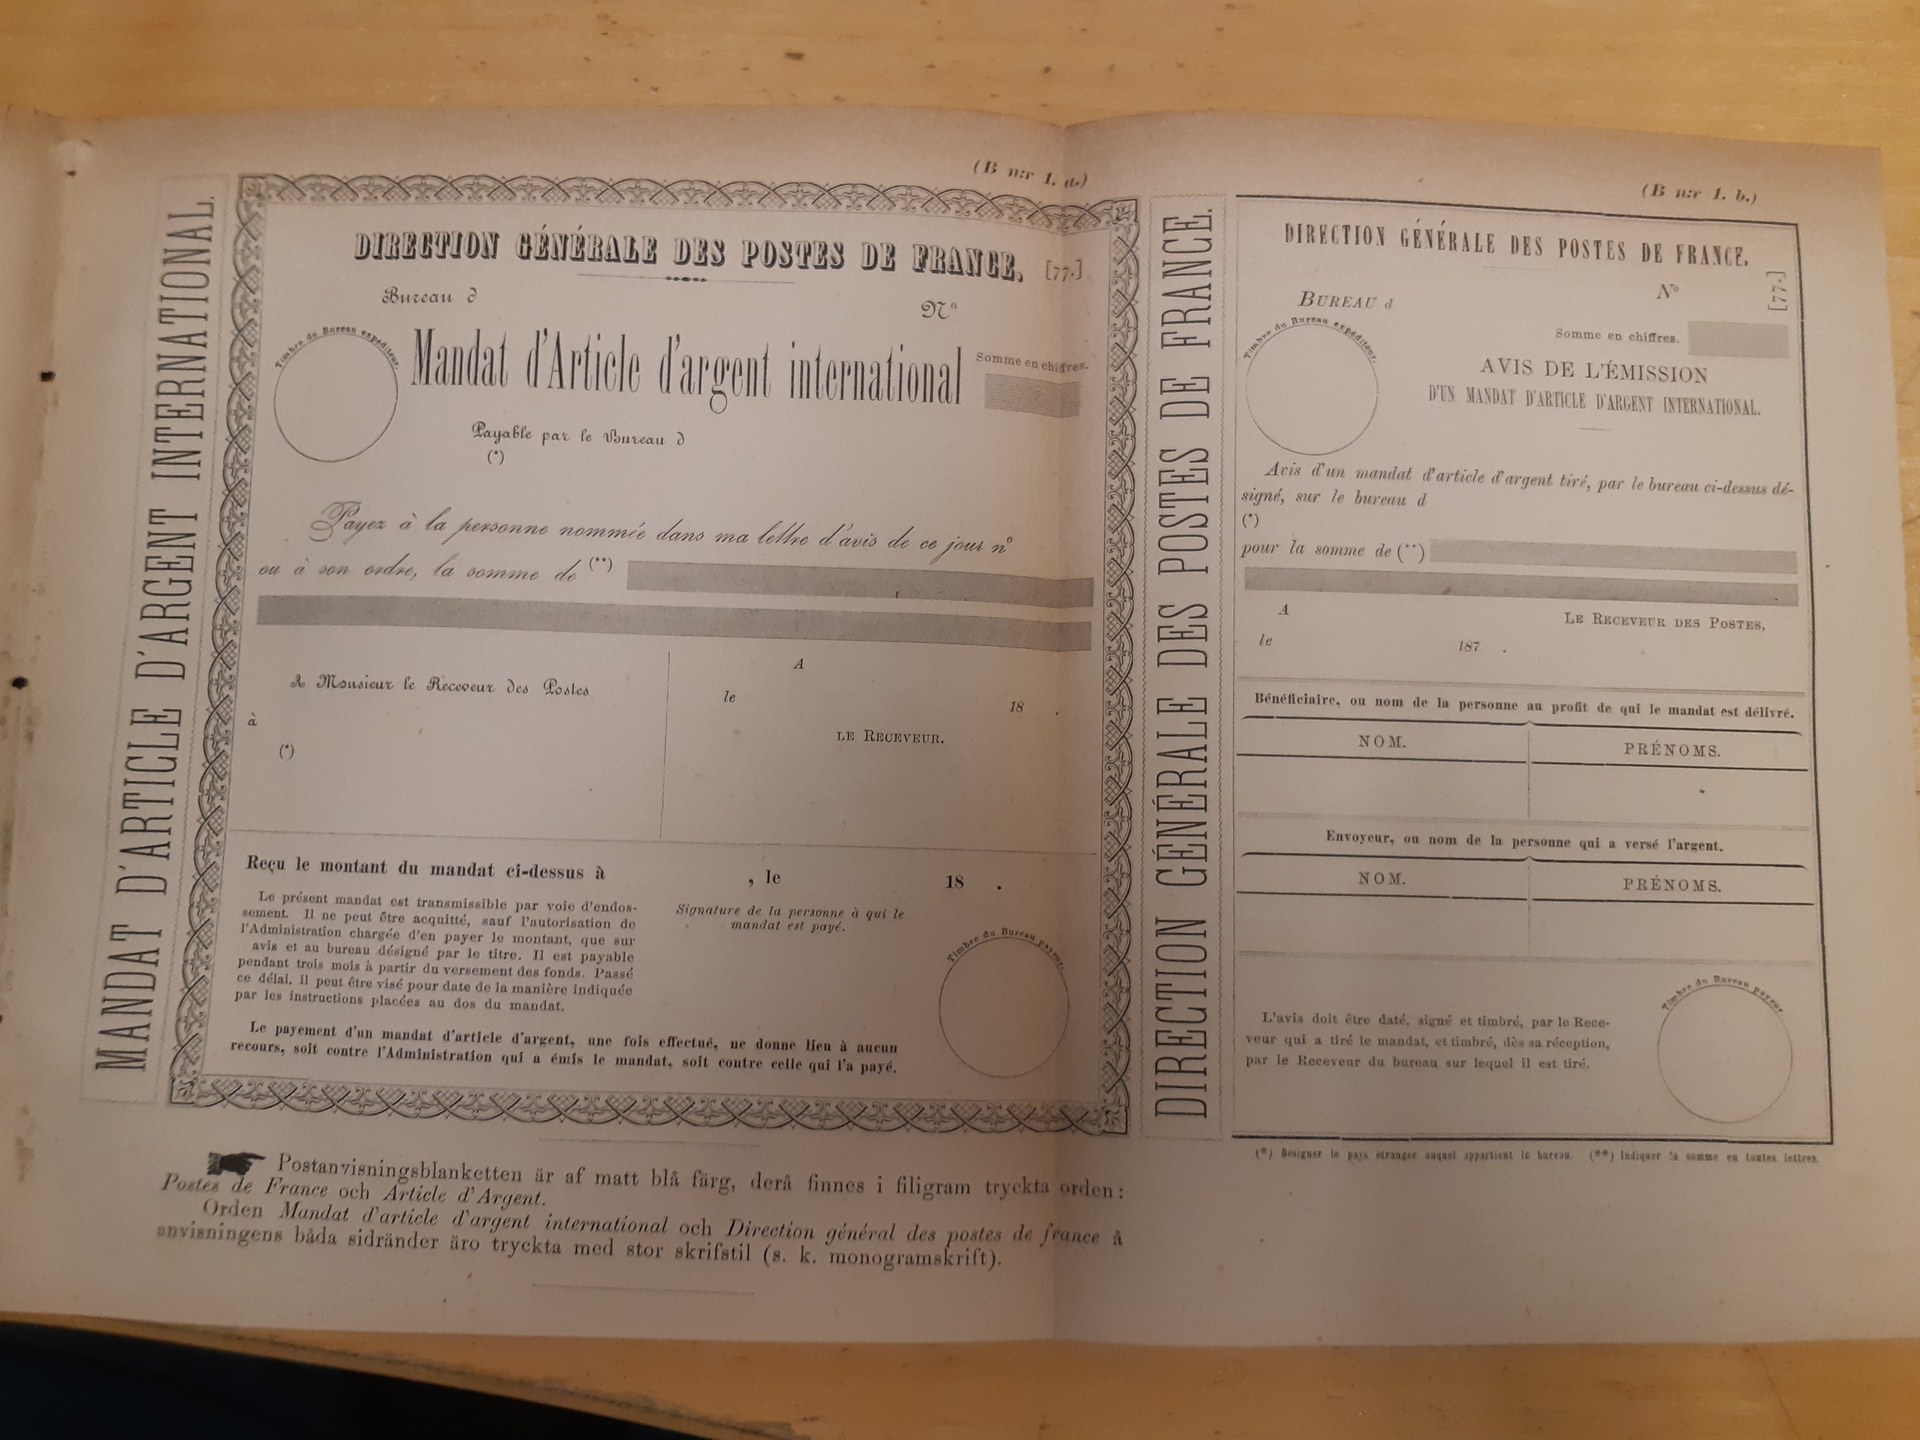 (B n:r 1. a.)
MANDAT D'ARTICLE D'ARGENT INTERNATIONAL.
DIRECTION GÉNÉRALE DES POSTES DE FRANCE.
[77.]
Bureau d
Nº
Timbre du Bureau expéditeur.
Mandat d'Article d'argent international
Somme en chiffres.
Payable par le Bureau d
(*)
Payez à la personne nommée dans ma lettre d'avis de ce jour nº
ou à son ordre, la somme de (**)
A Monsieur le Receveur des Postes
à
(*)
A
le 18 .
LE RECEVEUR.
Reçu le montant du mandat ci-dessus à , le 18 .
Le présent mandat est transmissible par voie d'endos-
sement. Il ne peut être acquitté, sauf l'autorisation de
l'Administration chargée d'en payer le montant, que sur
avis et au bureau désigné par le titre. Il est payable
pendant trois mois à partir du versement des fonds. Passé
ce délai, il peut être visé pour date de la manière indiquée
par les instructions placées au dos du mandat.
Signature de la personne à qui le
mandat est payé.
Timbre du Bureau payeur.
Le payement d'un mandat d'article d'argent, une fois effectué, ne donne lieu à aucun
recours, soit contre l'Administration qui a émis le mandat, soit contre celle qui l'a payé.
DIRECTION GÉNÉRALE DES POSTES DE FRANCE.
Postanvisningsblanketten är af matt blå färg, derå finnes i filigram tryckta orden:
Postes de France och Article d'Argent.
Orden Mandat d'article d'argent international och Direction général des postes de france å
anvisningens båda sidränder äro tryckta med stor skrifstil (s. k. monogramskrift).
(B n:r 1. b.)
DIRECTION GÉNÉRALE DES POSTES DE FRANCE.
[77.]
BUREAU d
Nº
Timbre du Bureau expéditeur.
Somme en chiffres.
AVIS DE L'ÉMISSION
D'UN MANDAT D'ARTICLE D'ARGENT INTERNATIONAL.
Avis d'un mandat d'article d'argent tiré, par le bureau ci-dessus dé-
signé, sur le bureau d
(*)
pour la somme de (**)
A
LE RECEVEUR DES POSTES,
le 187 .
Bénéficiaire, ou nom de la personne au profit de qui le mandat est délivré.
NOM. PRÉNOMS.
Envoyeur, ou nom de la personne qui a versé l'argent.
NOM. PRÉNOMS.
L'avis doit être daté, signé et timbré, par le Rece-
veur qui a tiré le mandat, et timbré, dès sa réception,
par le Receveur du bureau sur lequel il est tiré.
Timbre du Bureau payeur.
(*) Désigner le pays étranger auquel appartient le bureau. (**) Indiquer la somme en toutes lettres.